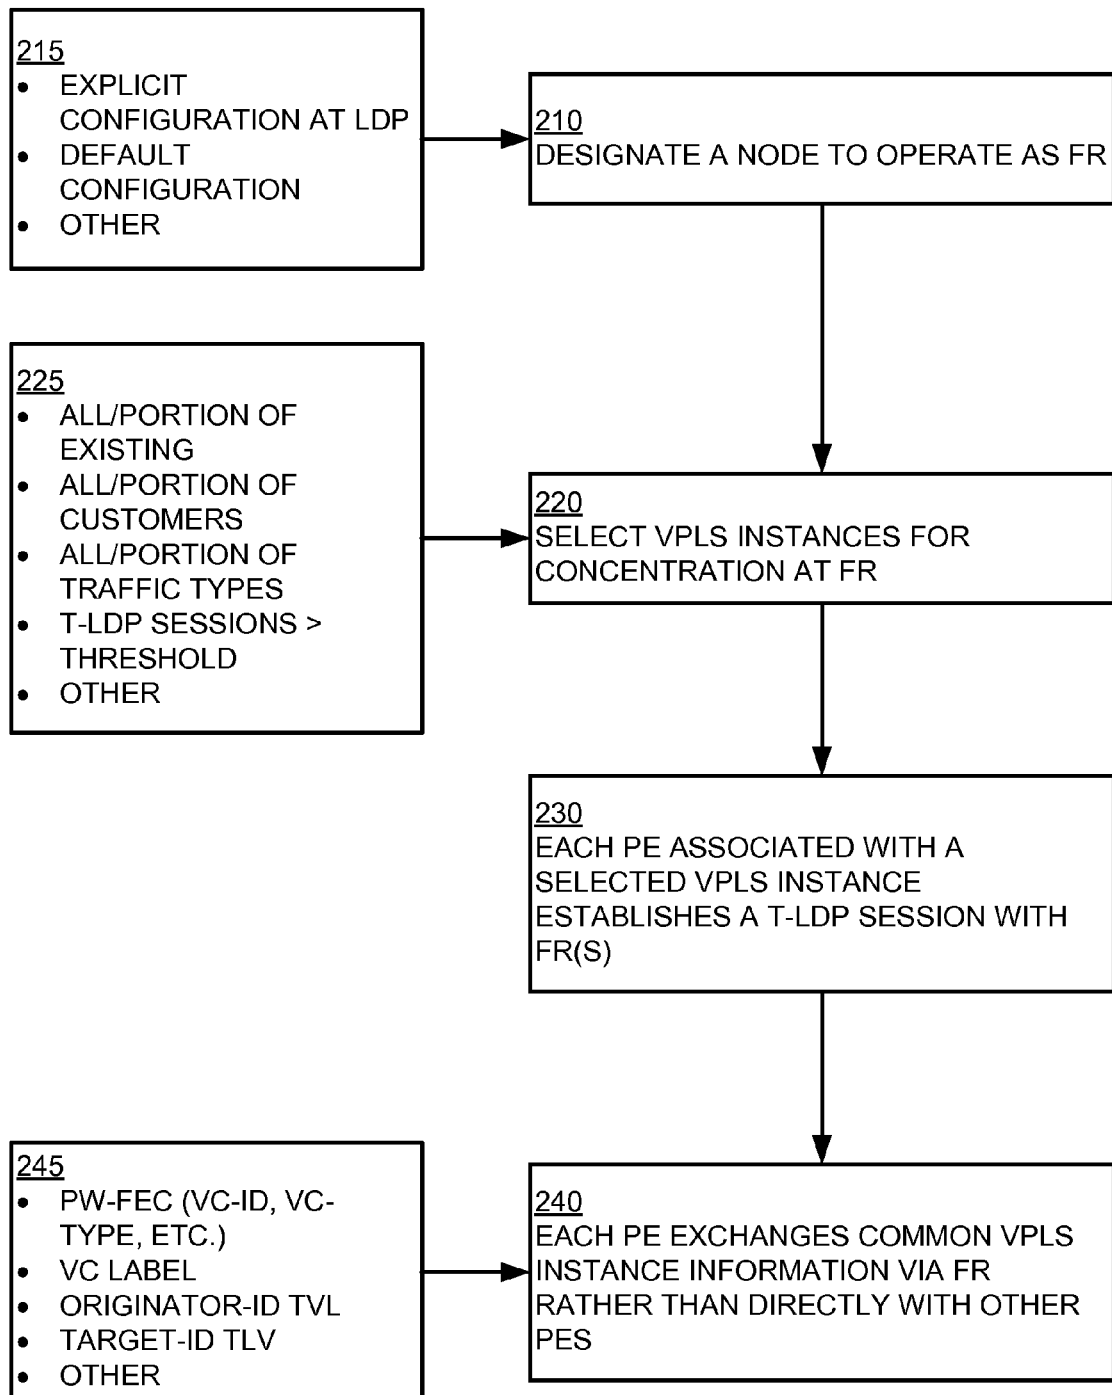 215
• EXPLICIT
CONFIGURATION AT LDP
• DEFAULT
CONFIGURATION
• OTHER
210
DESIGNATE A NODE TO OPERATE AS FR
225
• ALL/PORTION OF
EXISTING
• ALL/PORTION OF
CUSTOMERS
• ALL/PORTION OF
TRAFFIC TYPES
• T-LDP SESSIONS >
THRESHOLD
• OTHER
220
SELECT VPLS INSTANCES FOR
CONCENTRATION AT FR
230
EACH PE ASSOCIATED WITH A
SELECTED VPLS INSTANCE
ESTABLISHES A T-LDP SESSION WITH
FR(S)
245
• PW-FEC (VC-ID, VC-
TYPE, ETC.)
• VC LABEL
• ORIGINATOR-ID TVL
• TARGET-ID TLV
• OTHER
240
EACH PE EXCHANGES COMMON VPLS
INSTANCE INFORMATION VIA FR
RATHER THAN DIRECTLY WITH OTHER
PES